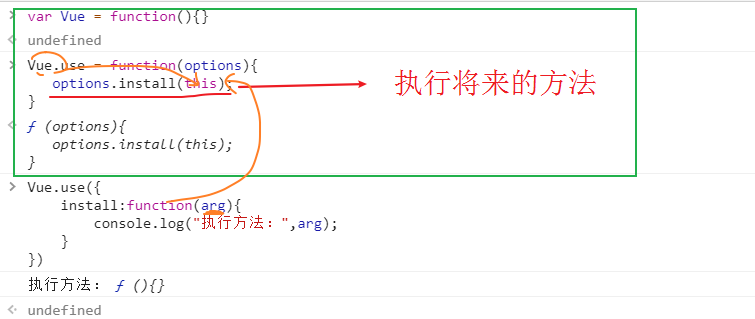 var Vue = function(){}
undefined
Vue.use = function(options){
options.install(this);
}
执行将来的方法
ƒ (options){
options.install(this);
}
Vue.use({
install:function(arg){
console.log("执行方法：",arg);
}
})
执行方法： ƒ (){}
undefined